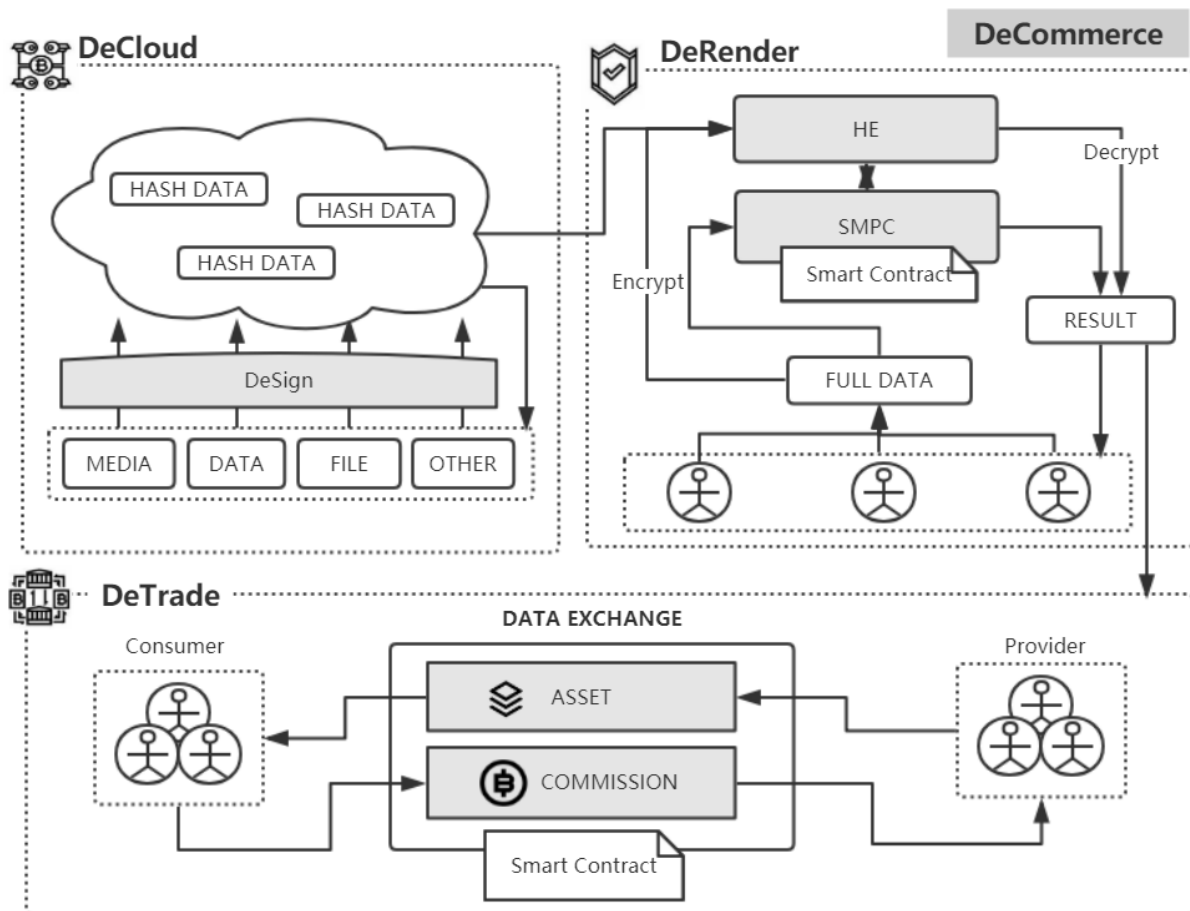 DeCommerce
DeCloud
HASH DATA
HASH DATA
HASH DATA
DeSign
MEDIA
DATA
FILE
OTHER
DeRender
HE
Decrypt
SMPC
Smart Contract
Encrypt
RESULT
FULL DATA
DeTrade
DATA EXCHANGE
Consumer
Provider
ASSET
COMMISSION
Smart Contract